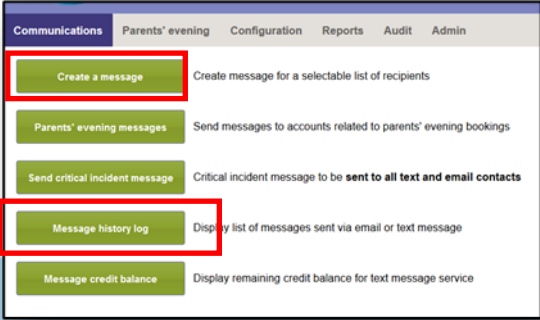 Communications Parents' evening Configuration Reports Audit Admin
Create a message Create message for a selectable list of recipients
Parents' evening messages Send messages to accounts related to parents' evening bookings
Send critical incident message Critical incident message to be sent to all text and email contacts
Message history log Display list of messages sent via email or text message
Message credit balance Display remaining credit balance for text message service